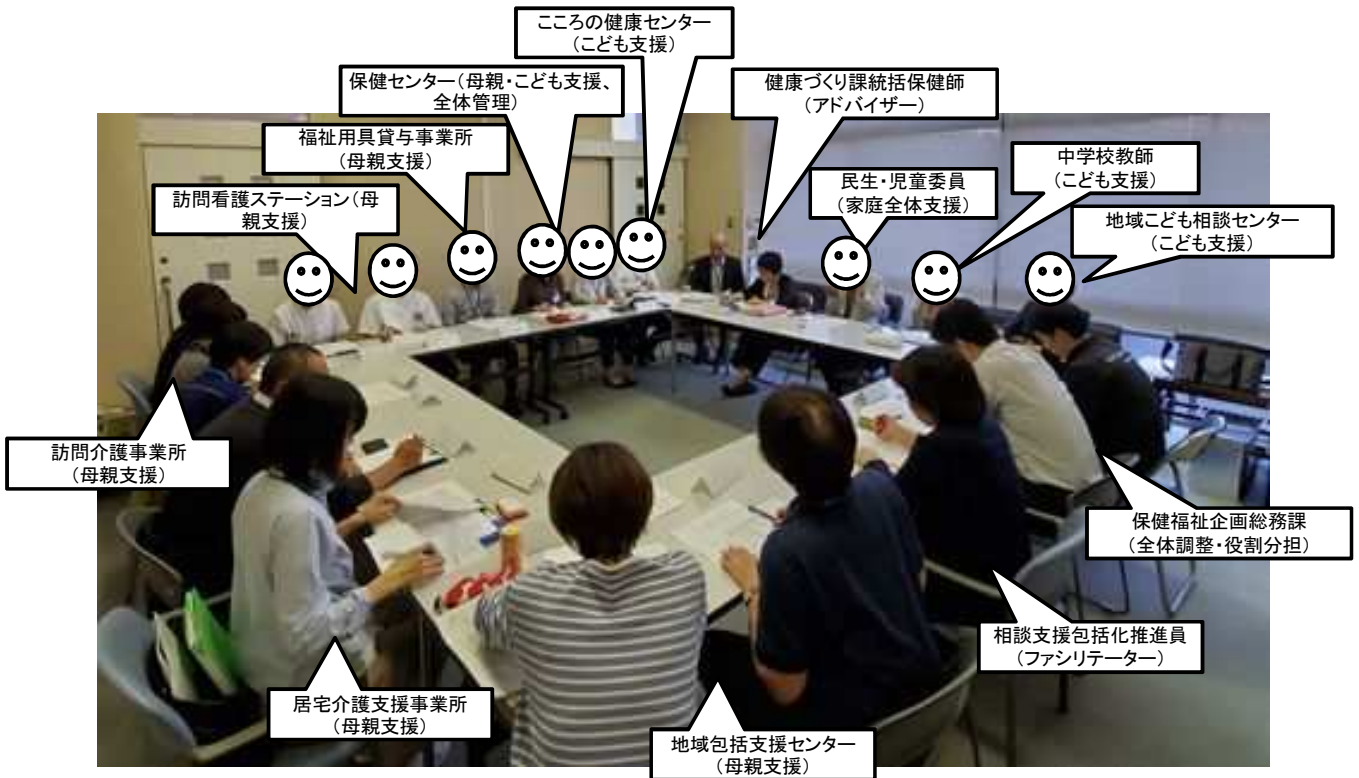 こころの健康センター
(こども支援)
保健センター(母親・こども支援、
全体管理)
健康づくり課統括保健師
(アドバイザー)
福祉用具貸与事業所
(母親支援)
中学校教師
(こども支援)
民生・児童委員
(家庭全体支援)
訪問看護ステーション(母
親支援)
地域こども相談センター
(こども支援)
訪問介護事業所
(母親支援)
保健福祉企画総務課
(全体調整・役割分担)
相談支援包括化推進員
(ファシリテーター)
居宅介護支援事業所
(母親支援)
地域包括支援センター
(母親支援)